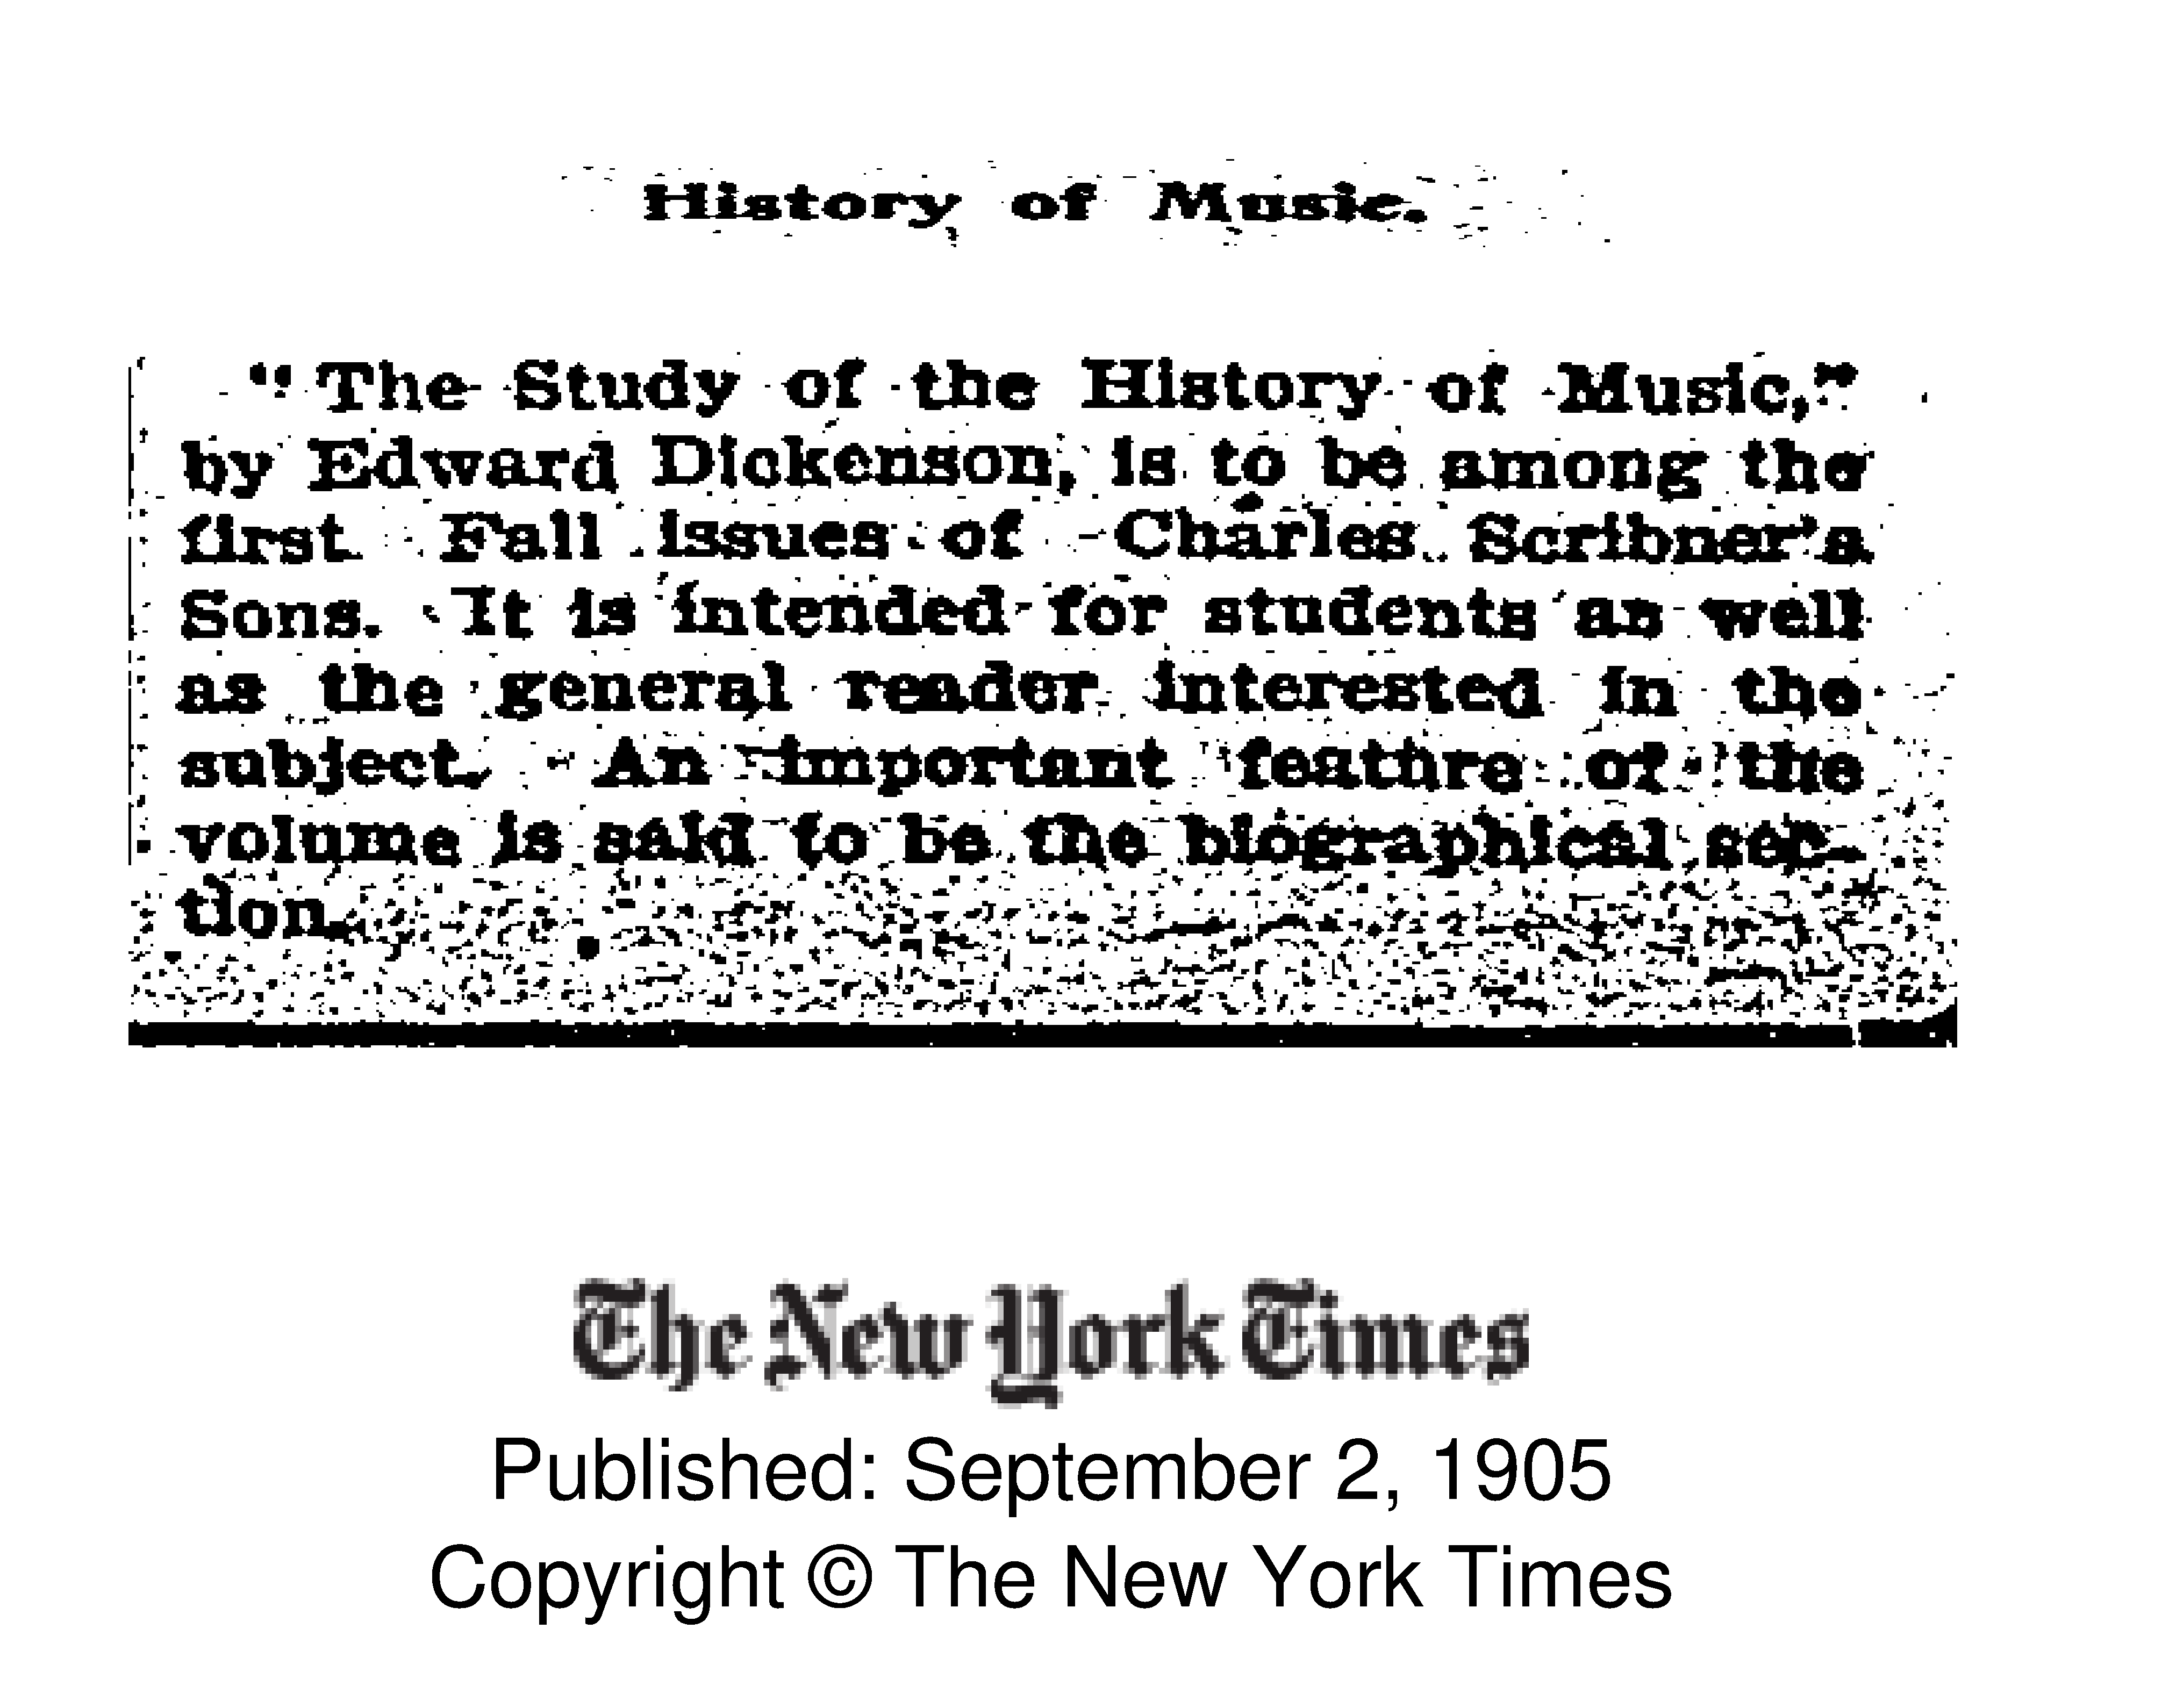 History of Music.
"The Study of the History of Music,"
by Edward Dickenson, is to be among the
first Fall issues of Charles Scribner's
Sons. It is intended for students as well
as the general reader interested in the
subject. An important feature of the
volume is said to be the biographical sec-
tion.
The New York Times
Published: September 2, 1905
Copyright © The New York Times